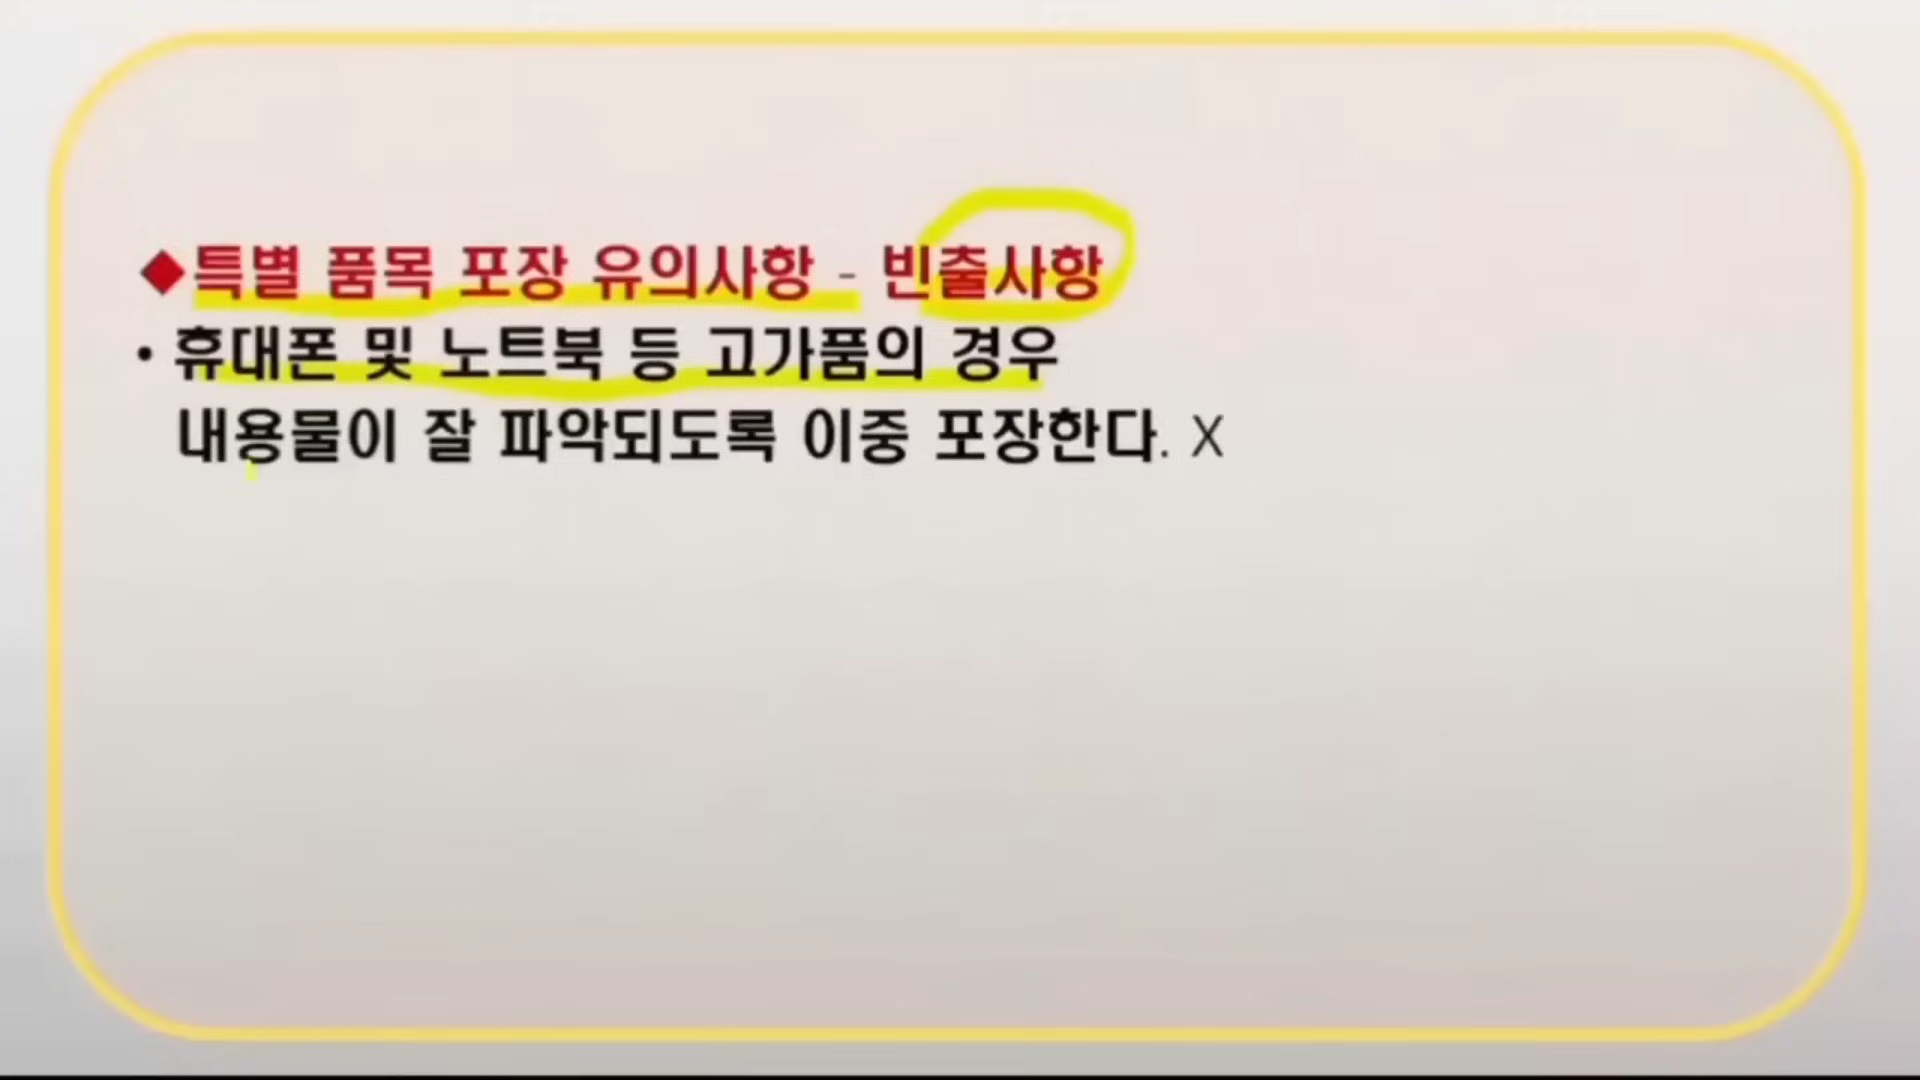 ◆특별 품목 포장 유의사항 - 빈출사항
• 휴대폰 및 노트북 등 고가품의 경우
내용물이 잘 파악되도록 이중 포장한다. X